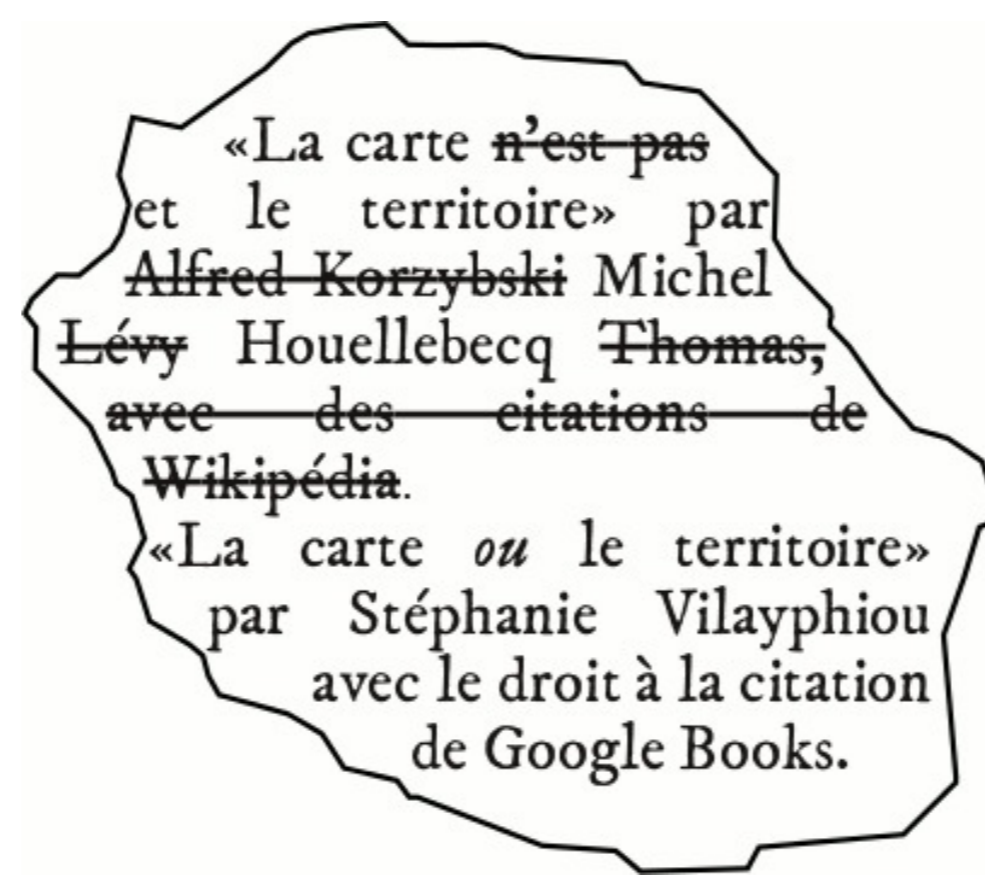 «La carte n'est pas
et le territoire» par
Alfred Korzybski Michel
Lévy Houellebecq Thomas,
avec des citations de
Wikipédia.
«La carte ou le territoire»
par Stéphanie Vilayphiou
avec le droit à la citation
de Google Books.